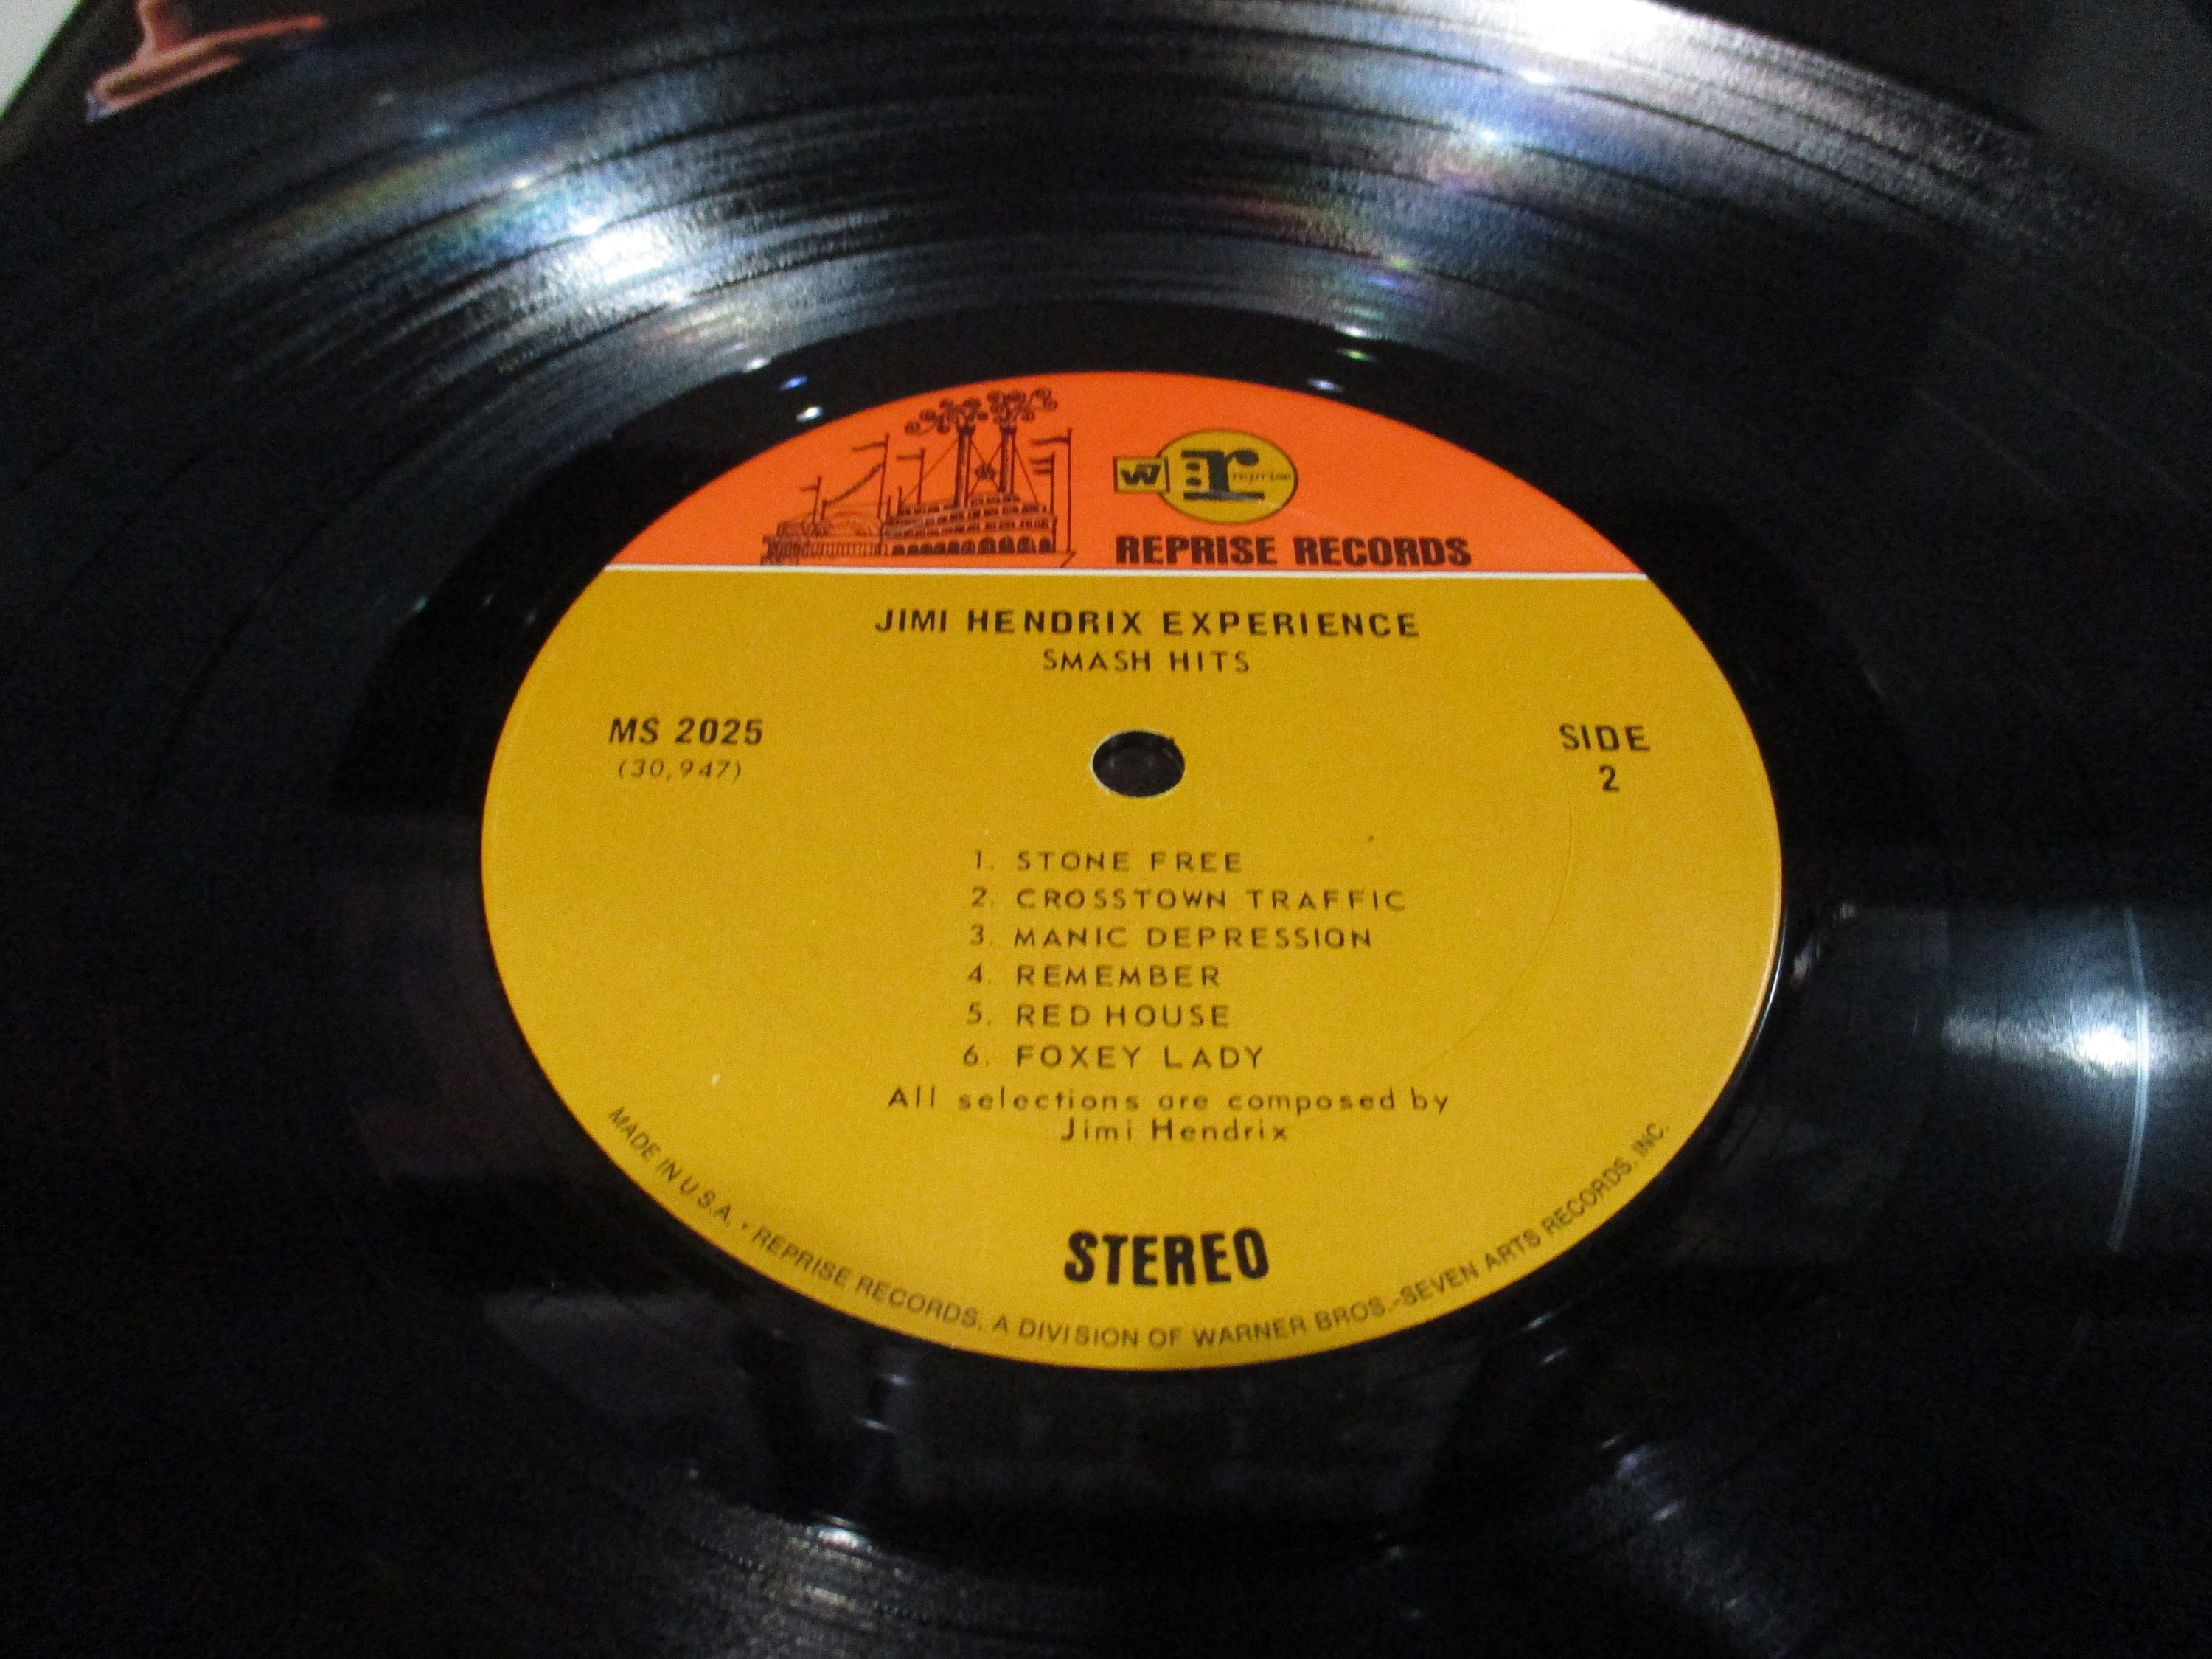 W
r
reprise
REPRISE RECORDS
JIMI HENDRIX EXPERIENCE
SMASH HITS
MS 2025
(30,947)
SIDE
2
1. STONE FREE
2. CROSSTOWN TRAFFIC
3. MANIC DEPRESSION
4. REMEMBER
5. RED HOUSE
6. FOXEY LADY
All selections are composed by
Jimi Hendrix
STEREO
MADE IN U.S.A. • REPRISE RECORDS, A DIVISION OF WARNER BROS.-SEVEN ARTS RECORDS, INC.